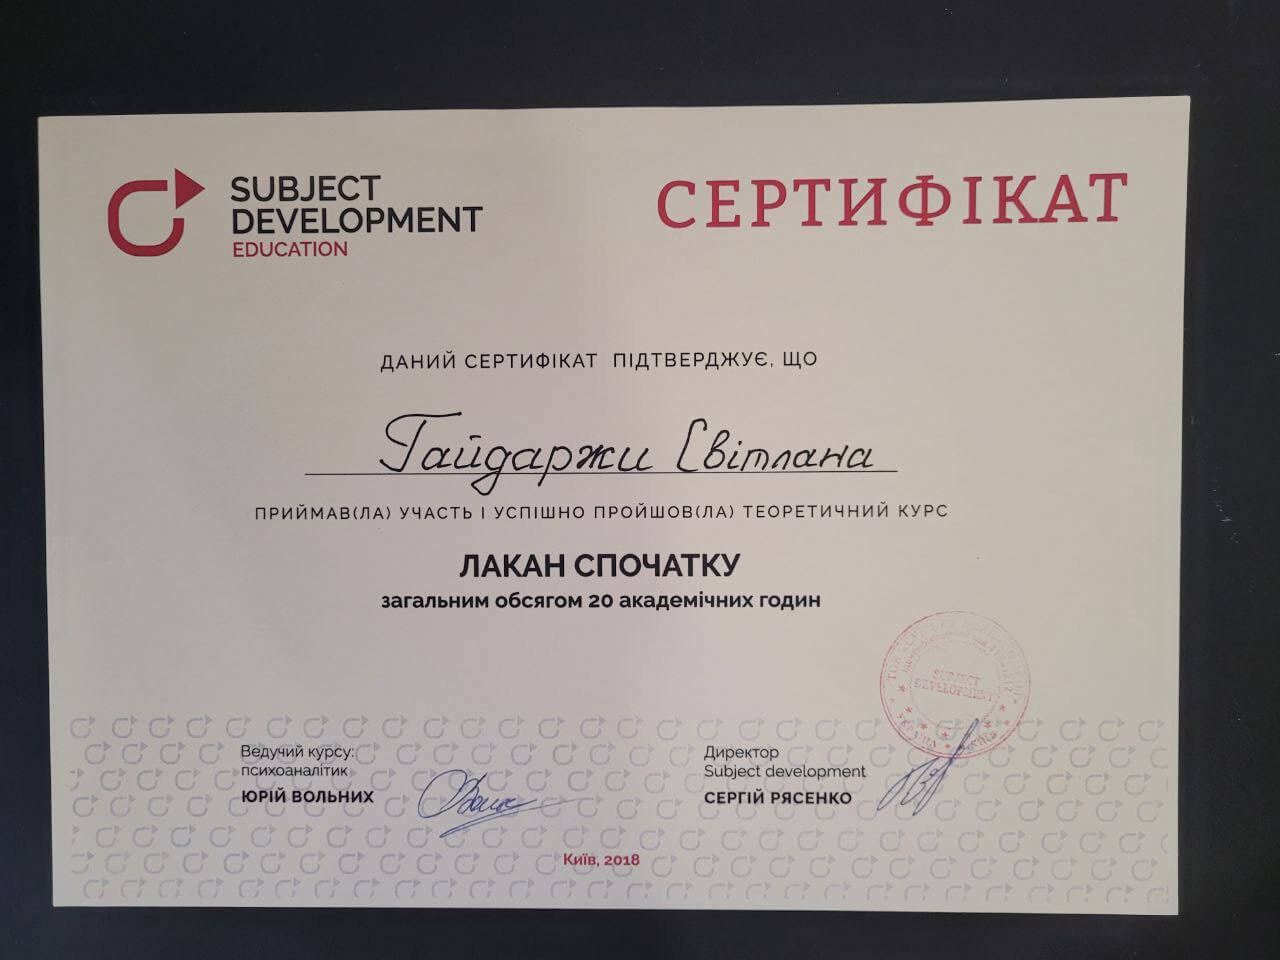 SUBJECT
DEVELOPMENT
EDUCATION
СЕРТИФІКАТ
ДАНИЙ СЕРТИФІКАТ ПІДТВЕРДЖУЄ, ЩО
Гайдаржи Світлана
ПРИЙМАВ(ЛА) УЧАСТЬ І УСПІШНО ПРОЙШОВ(ЛА) ТЕОРЕТИЧНИЙ КУРС
ЛАКАН СПОЧАТКУ
загальним обсягом 20 академічних годин
SUBJECT
DEVELOPMENT
УКРАЇНА
Ведучий курсу:
психоаналітик
ЮРІЙ ВОЛЬНИХ
Директор
Subject development
СЕРГІЙ РЯСЕНКО
Київ, 2018